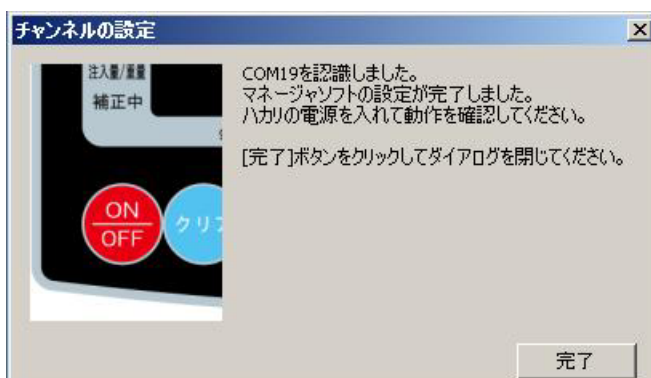 チャンネルの設定
注入量/重量
補正中
ON
OFF
COM19を認識しました。
マネージャソフトの設定が完了しました。
ハカリの電源を入れて動作を確認してください。
[完了]ボタンをクリックしてダイアログを閉じてください。
完了